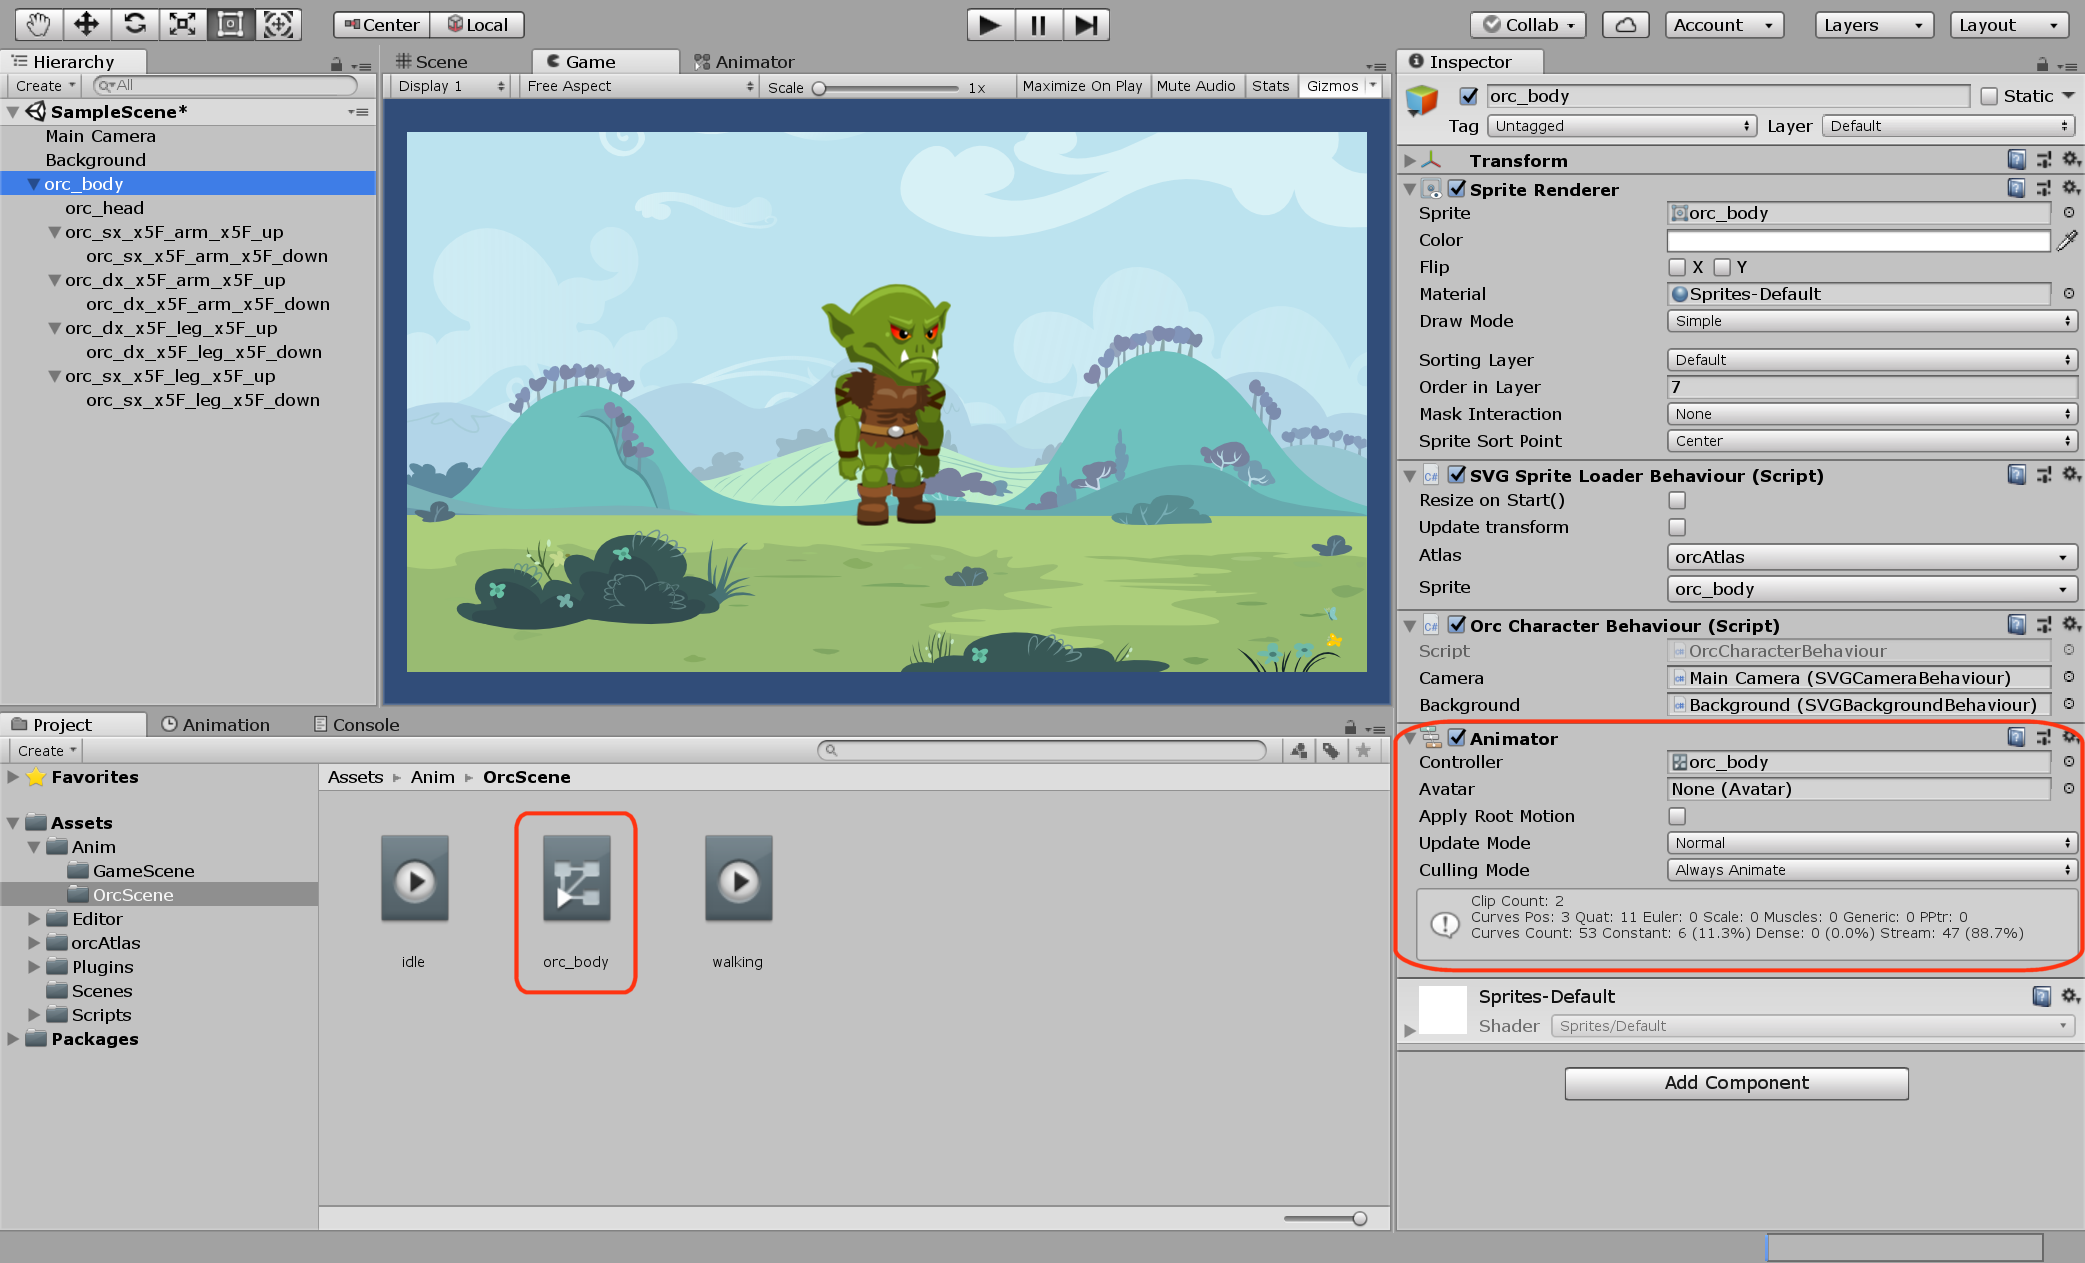 Center Local Collab Account Layers Layout
Hierarchy
Create All
SampleScene*
Main Camera
Background
orc_body
orc_head
orc_sx_x5F_arm_x5F_up
orc_sx_x5F_arm_x5F_down
orc_dx_x5F_arm_x5F_up
orc_dx_x5F_arm_x5F_down
orc_dx_x5F_leg_x5F_up
orc_dx_x5F_leg_x5F_down
orc_sx_x5F_leg_x5F_up
orc_sx_x5F_leg_x5F_down
Scene Game Animator
Display 1 Free Aspect Scale 1x Maximize On Play Mute Audio Stats Gizmos
Project Animation Console
Create
Favorites
Assets
Anim
GameScene
OrcScene
Editor
orcAtlas
Plugins
Scenes
Scripts
Packages
Assets Anim OrcScene
idle orc_body walking
Inspector
orc_body Static
Tag Untagged Layer Default
Transform
Sprite Renderer
Sprite orc_body
Color
Flip X Y
Material Sprites-Default
Draw Mode Simple
Sorting Layer Default
Order in Layer 7
Mask Interaction None
Sprite Sort Point Center
C# SVG Sprite Loader Behaviour (Script)
Resize on Start()
Update transform
Atlas orcAtlas
Sprite orc_body
C# Orc Character Behaviour (Script)
Script OrcCharacterBehaviour
Camera Main Camera (SVGCameraBehaviour)
Background Background (SVGBackgroundBehaviour)
Animator
Controller orc_body
Avatar None (Avatar)
Apply Root Motion
Update Mode Normal
Culling Mode Always Animate
Clip Count: 2
Curves Pos: 3 Quat: 11 Euler: 0 Scale: 0 Muscles: 0 Generic: 0 PPtr: 0
Curves Count: 53 Constant: 6 (11.3%) Dense: 0 (0.0%) Stream: 47 (88.7%)
Sprites-Default
Shader Sprites/Default
Add Component